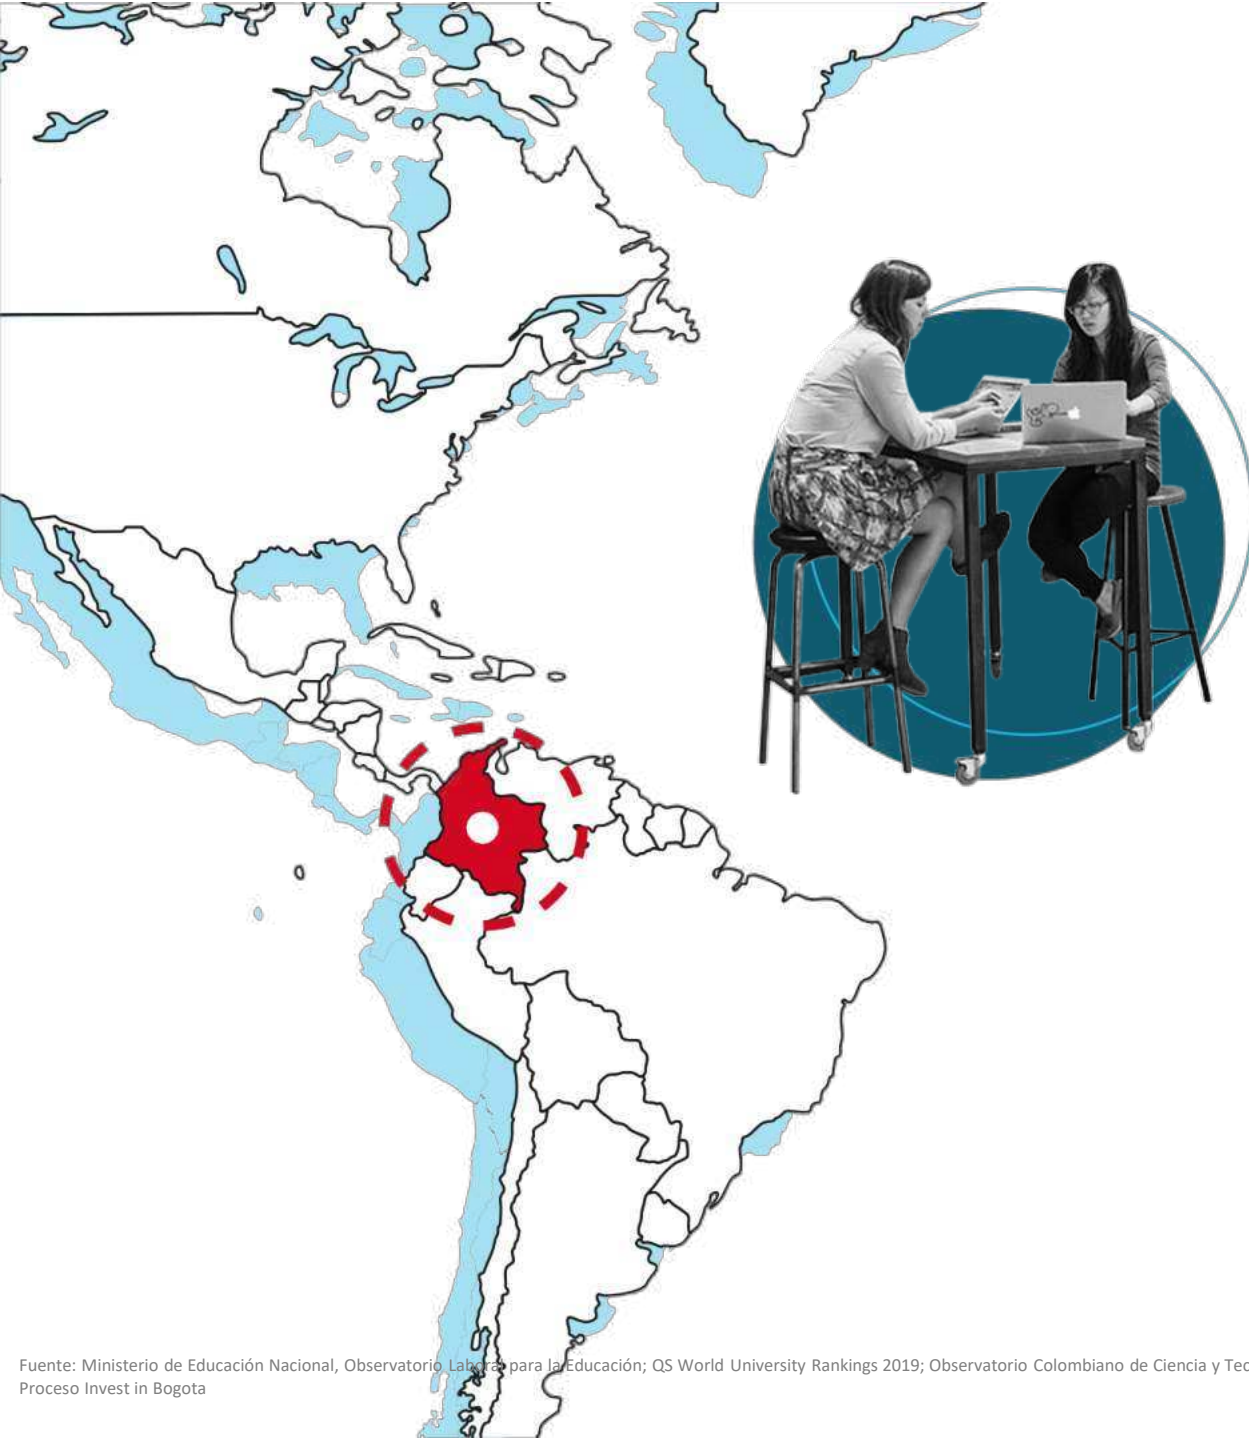 Fuente: Ministerio de Educación Nacional, Observatorio Laboral para la Educación; QS World University Rankings 2019; Observatorio Colombiano de Ciencia y Tec
Proceso Invest in Bogota